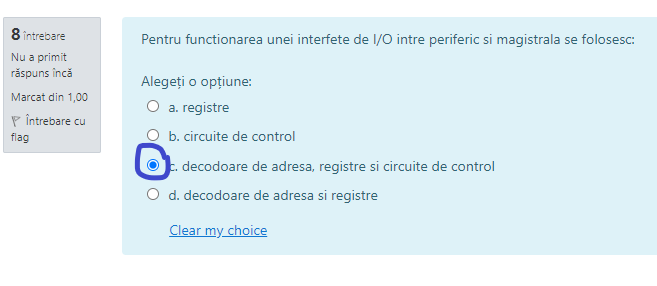 8 întrebare
Nu a primit
răspuns încă
Marcat din 1,00
Întrebare cu
flag
Pentru functionarea unei interfete de I/O intre periferic si magistrala se folosesc:
Alegeți o opțiune:
a. registre
b. circuite de control
c. decodoare de adresa, registre si circuite de control
d. decodoare de adresa si registre
Clear my choice